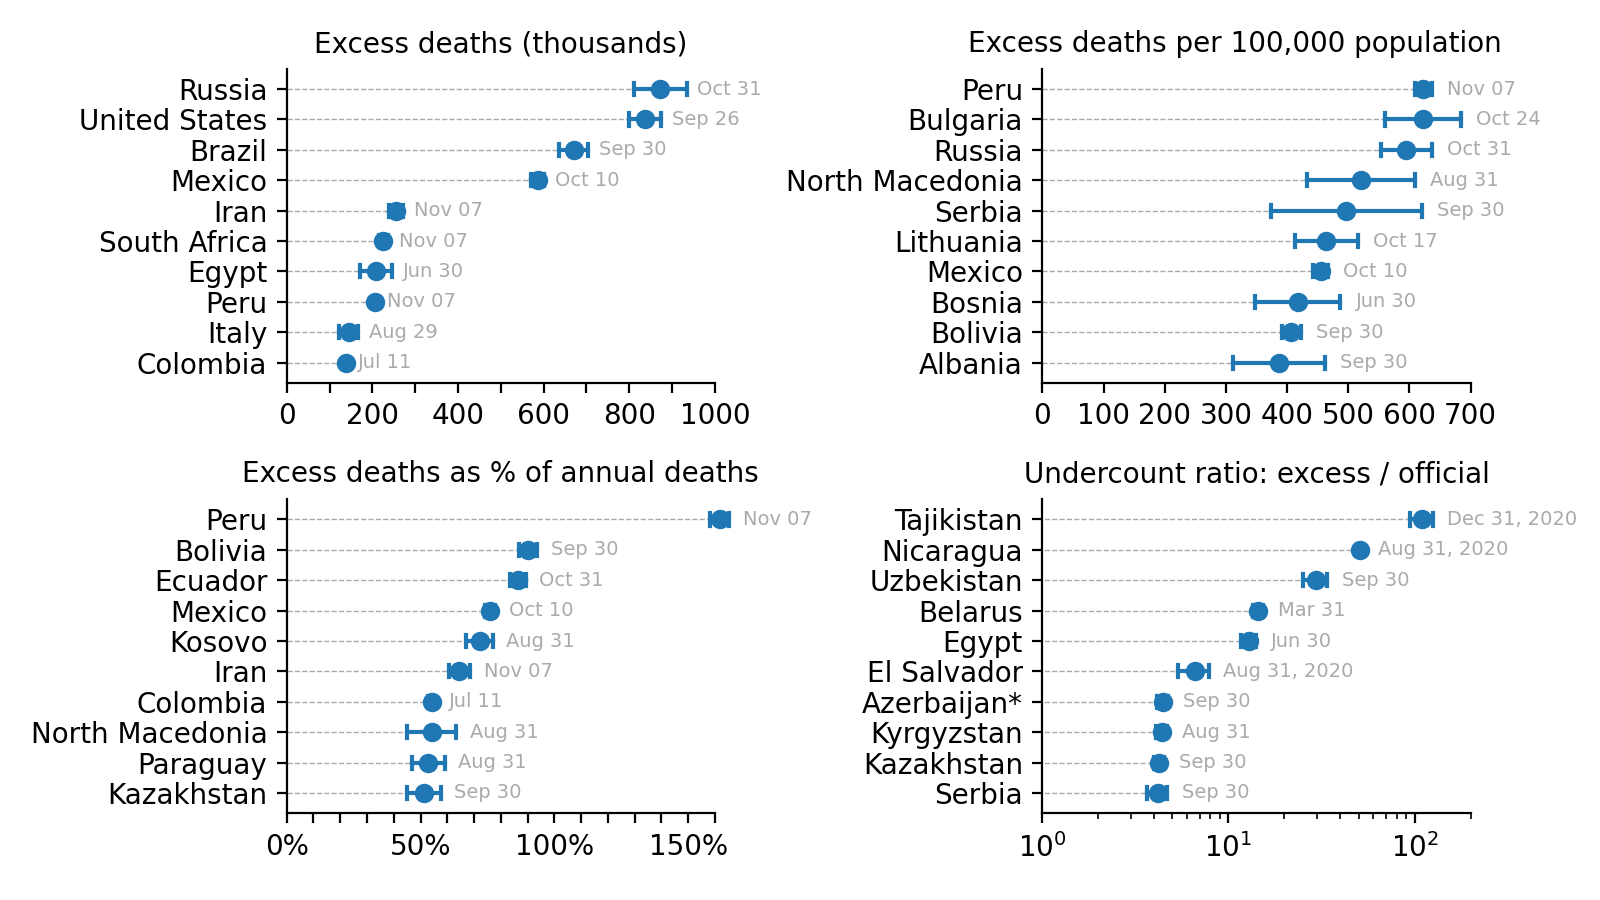 Excess deaths (thousands)
Russia Oct 31
United States Sep 26
Brazil Sep 30
Mexico Oct 10
Iran Nov 07
South Africa Nov 07
Egypt Jun 30
Peru Nov 07
Italy Aug 29
Colombia Jul 11
0 200 400 600 800 1000
Excess deaths per 100,000 population
Peru Nov 07
Bulgaria Oct 24
Russia Oct 31
North Macedonia Aug 31
Serbia Sep 30
Lithuania Oct 17
Mexico Oct 10
Bosnia Jun 30
Bolivia Sep 30
Albania Sep 30
0 100 200 300 400 500 600 700
Excess deaths as % of annual deaths
Peru Nov 07
Bolivia Sep 30
Ecuador Oct 31
Mexico Oct 10
Kosovo Aug 31
Iran Nov 07
Colombia Jul 11
North Macedonia Aug 31
Paraguay Aug 31
Kazakhstan Sep 30
0% 50% 100% 150%
Undercount ratio: excess / official
Tajikistan Dec 31, 2020
Nicaragua Aug 31, 2020
Uzbekistan Sep 30
Belarus Mar 31
Egypt Jun 30
El Salvador Aug 31, 2020
Azerbaijan* Sep 30
Kyrgyzstan Aug 31
Kazakhstan Sep 30
Serbia Sep 30
10⁰ 10¹ 10²